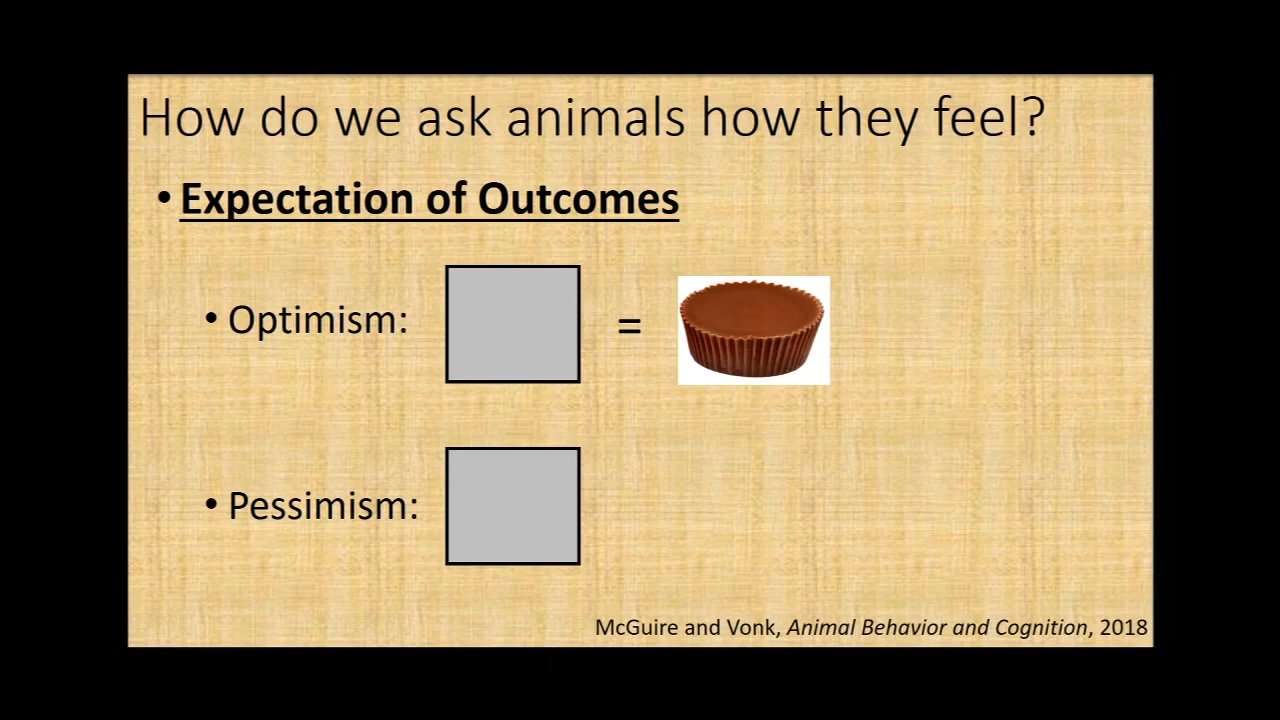 How do we ask animals how they feel?
• Expectation of Outcomes
• Optimism: =
• Pessimism:
McGuire and Vonk, Animal Behavior and Cognition, 2018